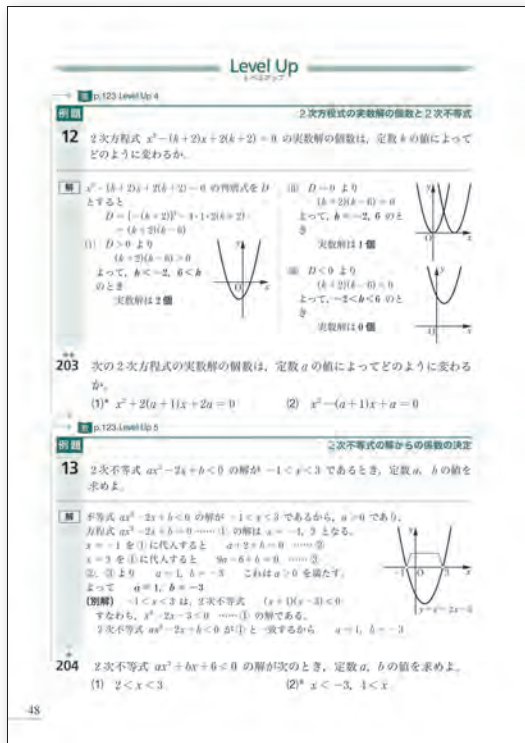 Level Up
レベルアップ
p.123 Level Up 4
例題
2次方程式の実数解の個数と2次不等式
12 2次方程式 x²−(k+2)x+2(k+2)=0 の実数解の個数は,定数 k の値によって
どのように変わるか。
解 x²−(k+2)x+2(k+2)=0 の判別式を D
とすると
D={−(k+2)}²−4·1·2(k+2)
=(k+2)(k−6)
(i) D>0 より
(k+2)(k−6)>0
よって,k<−2, 6<k
のとき
実数解は 2 個
y
O
x
(ii) D=0 より
(k+2)(k−6)=0
よって,k=−2, 6 のと
き
実数解は 1 個
y
O
x
(iii) D<0 より
(k+2)(k−6)<0
よって,−2<k<6 のと
き
実数解は 0 個
y
O
x
203 次の2次方程式の実数解の個数は,定数 a の値によってどのように変わる
か。
(1)* x²+2(a+1)x+2a=0 (2) x²−(a+1)x+a=0
p.123 Level Up 5
例題
2次不等式の解からの係数の決定
13 2次不等式 ax²−2x+b<0 の解が −1<x<3 であるとき,定数 a, b の値を
求めよ。
解 不等式 ax²−2x+b<0 の解が −1<x<3 であるから,a>0 であり,
方程式 ax²−2x+b=0 ……① の解は x=−1, 3 となる。
x=−1 を①に代入すると a+2+b=0 ……②
x=3 を①に代入すると 9a−6+b=0 ……③
②,③より a=1, b=−3 これは a>0 を満たす。
よって a=1, b=−3
(別解) −1<x<3 は,2次不等式 (x+1)(x−3)<0
すなわち,x²−2x−3<0 ……① の解である。
2次不等式 ax²−2x+b<0 が①と一致するから a=1, b=−3
y
−1
O
3
x
y=x²−2x−3
204 2次不等式 ax²+bx+6≦0 の解が次のとき,定数 a, b の値を求めよ。
(1) 2<x<3 (2)* x<−3, 4<x
48